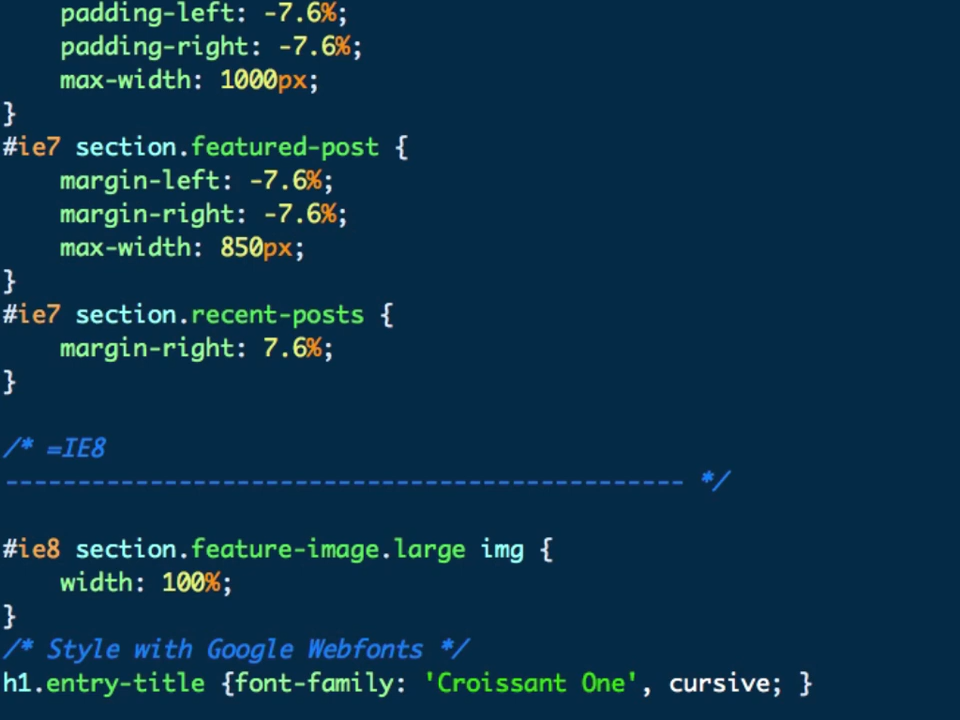 padding-left: -7.6%;
padding-right: -7.6%;
max-width: 1000px;
}
#ie7 section.featured-post {
margin-left: -7.6%;
margin-right: -7.6%;
max-width: 850px;
}
#ie7 section.recent-posts {
margin-right: 7.6%;
}
/* =IE8
----------------------------------------------- */
#ie8 section.feature-image.large img {
width: 100%;
}
/* Style with Google Webfonts */
h1.entry-title {font-family: 'Croissant One', cursive; }